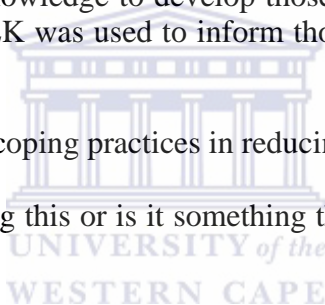 owledge to develop those
K was used to inform tho
coping practices in reducin
g this or is it something t
UNIVERSITY of the
WESTERN CAPE